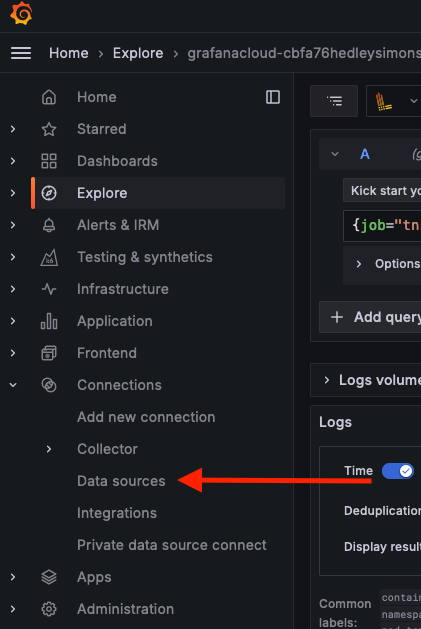 Home › Explore › grafanacloud-cbfa76hedleysimons
Home
Starred
Dashboards
Explore
Alerts & IRM
Testing & synthetics
Infrastructure
Application
Frontend
Connections
Add new connection
Collector
Data sources
Integrations
Private data source connect
Apps
Administration
A (g
Kick start yo
{job="tn
Options
+ Add query
Logs volume
Logs
Time
Deduplication
Display result
Common contain
labels: namespa